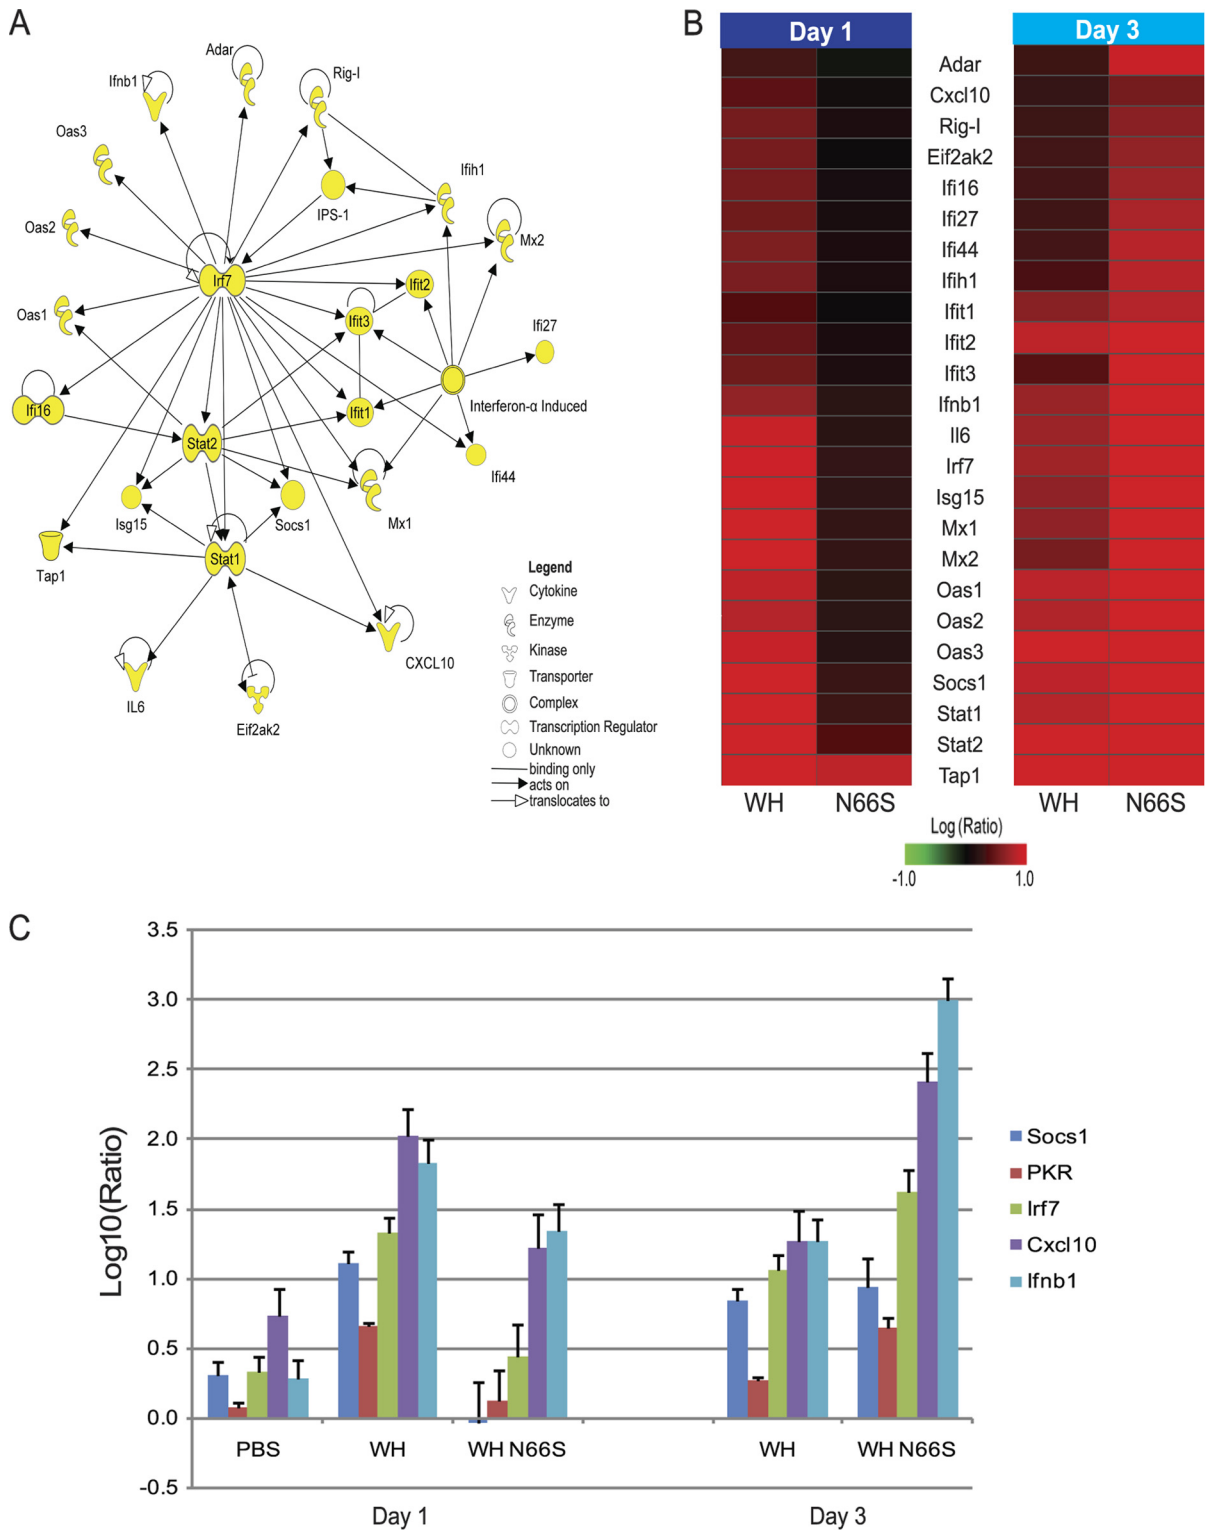 A
Adar
Ifnb1
Rig-I
Oas3
Ifih1
IPS-1
Oas2
Mx2
Irf7
Ifit2
Oas1
Ifit3
Ifi27
Ifi16
Ifit1
Interferon-α Induced
Stat2
Ifi44
Isg15
Socs1
Mx1
Stat1
Tap1
CXCL10
IL6
Eif2ak2
Legend
Cytokine
Enzyme
Kinase
Transporter
Complex
Transcription Regulator
Unknown
binding only
acts on
translocates to
B
Day 1
Day 3
Adar
Cxcl10
Rig-I
Eif2ak2
Ifi16
Ifi27
Ifi44
Ifih1
Ifit1
Ifit2
Ifit3
Ifnb1
Il6
Irf7
Isg15
Mx1
Mx2
Oas1
Oas2
Oas3
Socs1
Stat1
Stat2
Tap1
WH N66S
WH N66S
Log (Ratio)
-1.0 1.0
C
3.5
3.0
2.5
2.0
1.5
1.0
0.5
0.0
-0.5
Log10(Ratio)
Socs1
PKR
Irf7
Cxcl10
Ifnb1
PBS WH WH N66S WH WH N66S
Day 1 Day 3